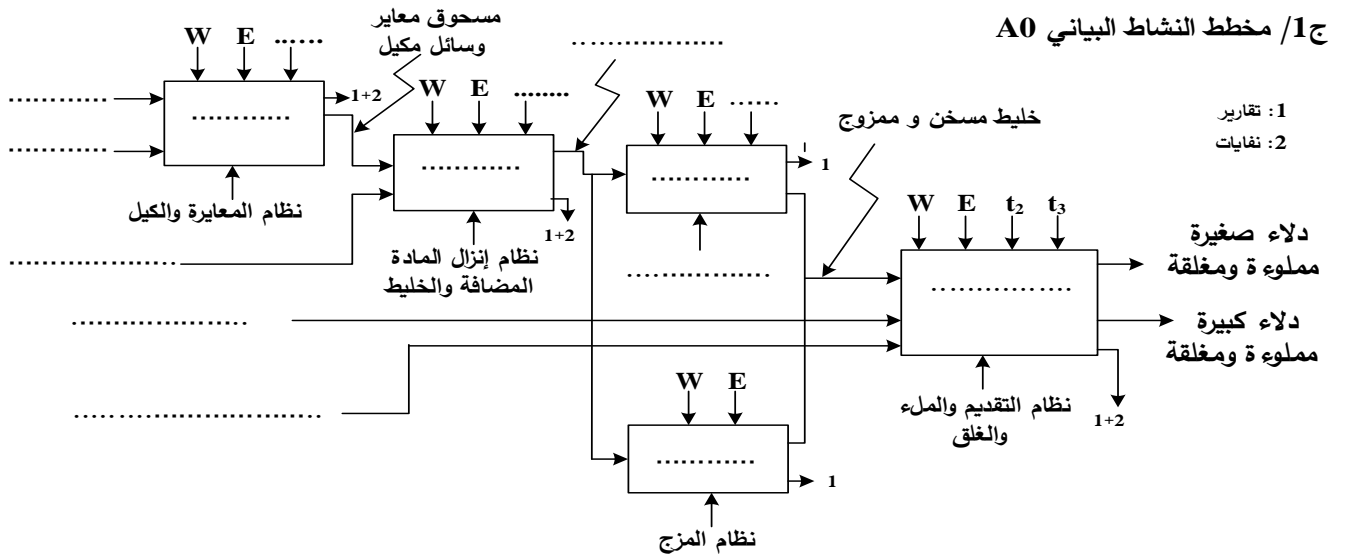 ج1/ مخطط النشاط البياني A0
1: تقارير
2: نفايات
W E ......
................
................
..............
1+2
نظام المعايرة والكيل
مسحوق معاير
وسائل مكيل
W E ........
............
1+2
نظام إنزال المادة
المضافة والخليط
............................
.........................
W E ......
.............
1
........................
خليط مسخن و ممزوج
W E t2 t3
..................
1+2
نظام التقديم والملء
والغلق
دلاء صغيرة
مملوءة ومغلقة
دلاء كبيرة
مملوءة ومغلقة
............................
........................................
W E
.............
1
نظام المزج